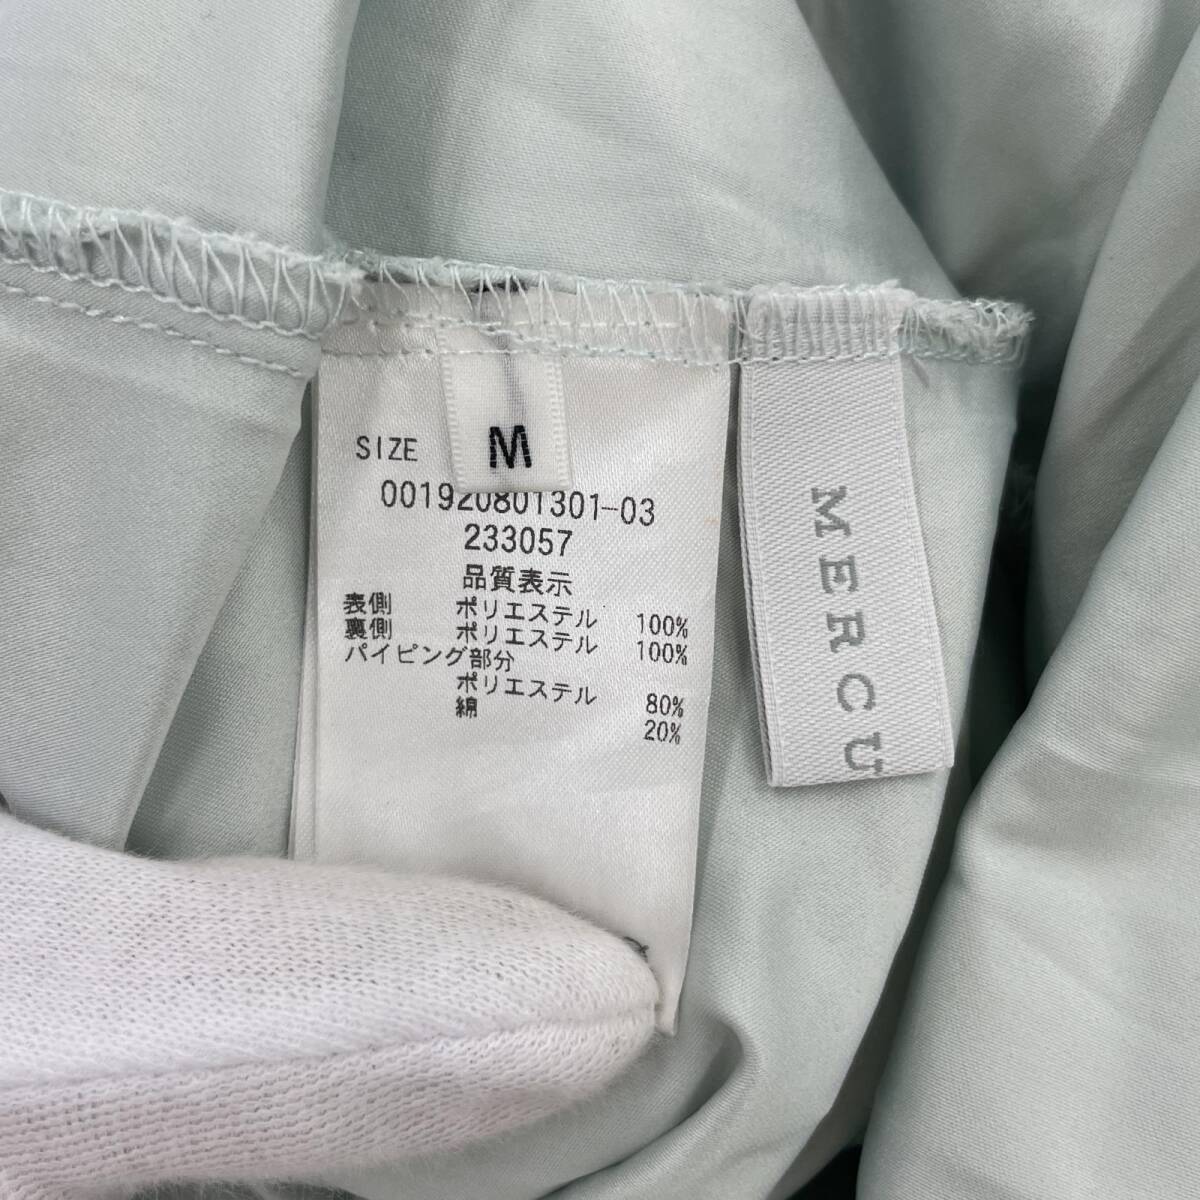 SIZE M
001920801301-03
233057
品質表示
表側 ポリエステル 100%
裏側 ポリエステル 100%
パイピング部分
ポリエステル 80%
綿 20%
MERCU